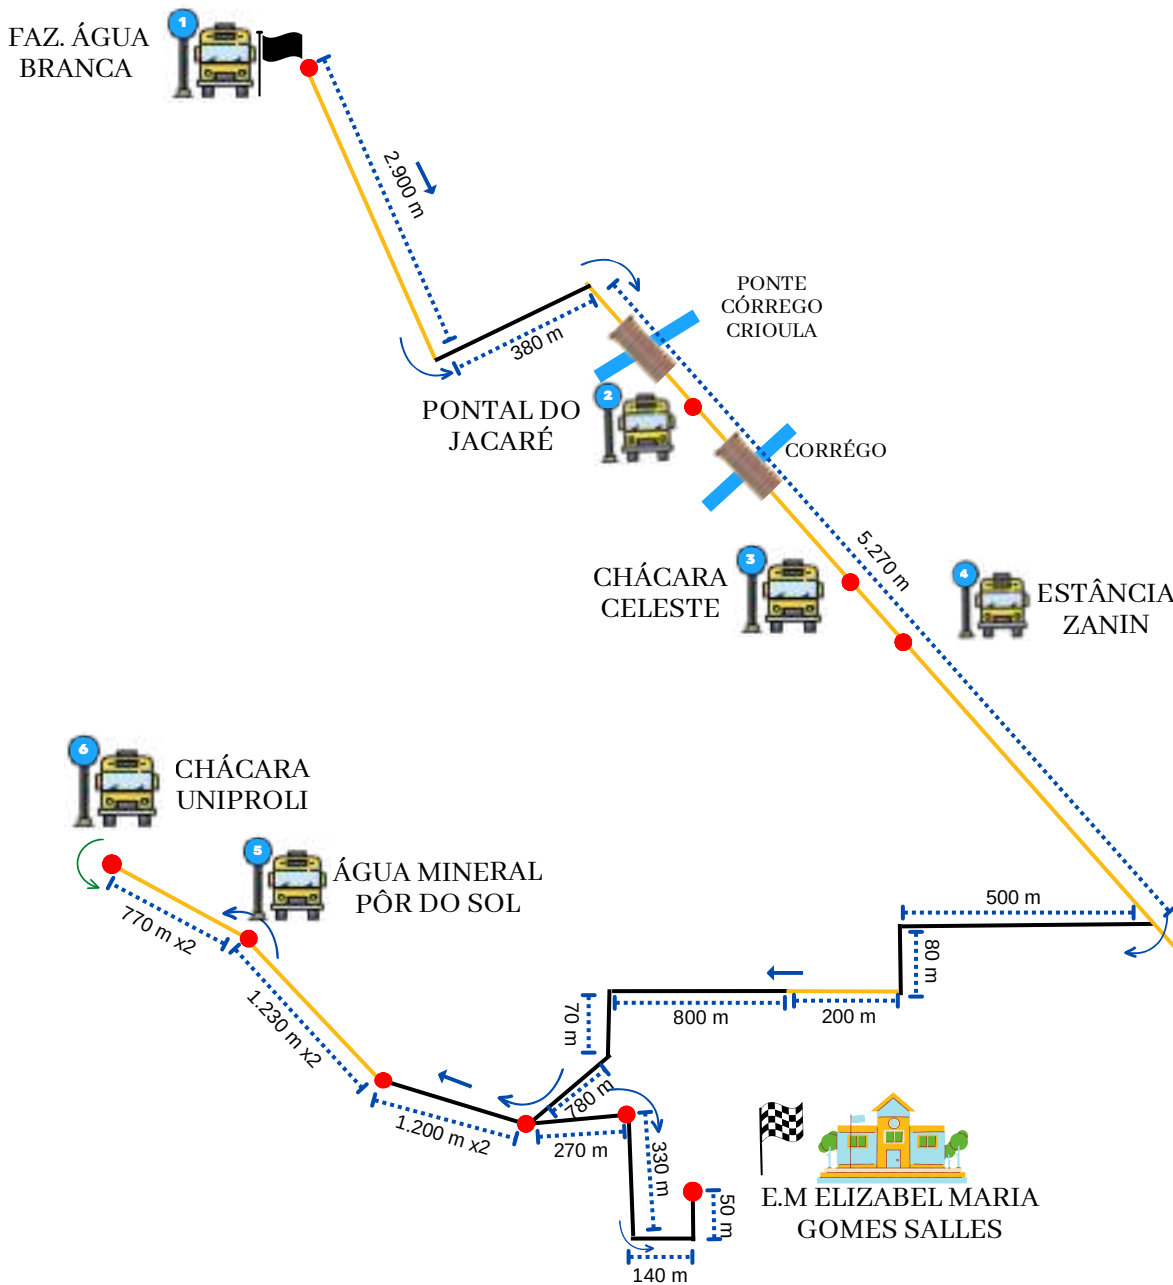 1
FAZ. ÁGUA
BRANCA
2.900 m
380 m
PONTE
CÓRREGO
CRIOULA
2
PONTAL DO
JACARÉ
CORRÉGO
5.270 m
3
CHÁCARA
CELESTE
4
ESTÂNCIA
ZANIN
6
CHÁCARA
UNIPROLI
5
ÁGUA MINERAL
PÔR DO SOL
770 m x2
1.230 m x2
1.200 m x2
500 m
80 m
200 m
800 m
70 m
780 m
270 m
330 m
50 m
140 m
E.M ELIZABEL MARIA
GOMES SALLES